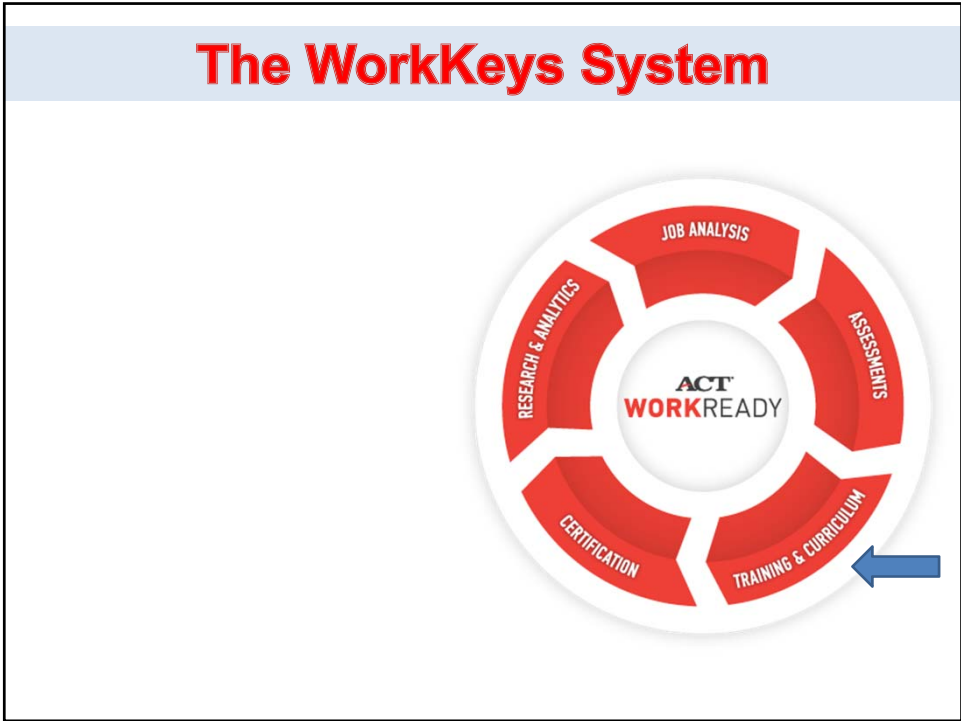 The WorkKeys System
JOB ANALYSIS
ASSESSMENTS
TRAINING & CURRICULUM
CERTIFICATION
RESEARCH & ANALYTICS
ACT
WORKREADY